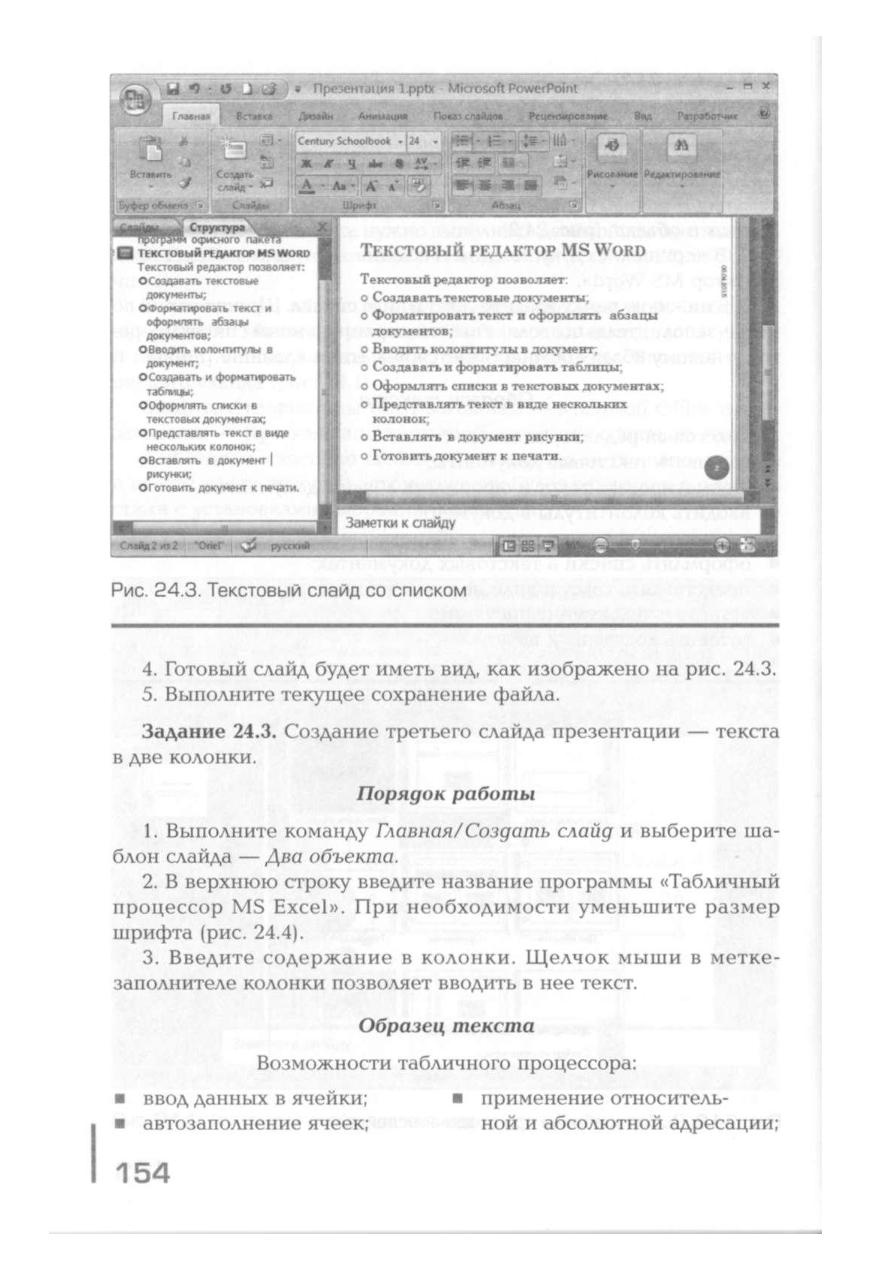 Презентация 1.pptx - Microsoft PowerPoint
Главная Вставка Дизайн Анимация Показ слайдов Рецензирование Вид Разработчик
Century Schoolbook 24
Вставить Создать слайд Рисование Редактирование
Буфер обмена Слайды Шрифт Абзац
Слайды Структура X
программ офисного пакета
ТЕКСТОВЫЙ РЕДАКТОР MS WORD
Текстовый редактор позволяет:
Создавать текстовые
документы;
Форматировать текст и
оформлять абзацы
документов;
Вводить колонтитулы в
документ;
Создавать и форматировать
таблицы;
Оформлять списки в
текстовых документах;
Представлять текст в виде
нескольких колонок;
Вставлять в документ
рисунки;
Готовить документ к печати.
ТЕКСТОВЫЙ РЕДАКТОР MS WORD
Текстовый редактор позволяет:
o Создавать текстовые документы;
o Форматировать текст и оформлять абзацы
документов;
o Вводить колонтитулы в документ;
o Создавать и форматировать таблицы;
o Оформлять списки в текстовых документах;
o Представлять текст в виде нескольких
колонок;
o Вставлять в документ рисунки;
o Готовить документ к печати.
2
Заметки к слайду
Слайд 2 из 2 "Oriel" русский
Рис. 24.3. Текстовый слайд со списком
4. Готовый слайд будет иметь вид, как изображено на рис. 24.3.
5. Выполните текущее сохранение файла.
Задание 24.3. Создание третьего слайда презентации — текста
в две колонки.
Порядок работы
1. Выполните команду Главная/Создать слайд и выберите ша-
блон слайда — Два объекта.
2. В верхнюю строку введите название программы «Табличный
процессор MS Excel». При необходимости уменьшите размер
шрифта (рис. 24.4).
3. Введите содержание в колонки. Щелчок мыши в метке-
заполнителе колонки позволяет вводить в нее текст.
Образец текста
Возможности табличного процессора:
■ ввод данных в ячейки;
■ автозаполнение ячеек;
■ применение относитель-
ной и абсолютной адресации;
154